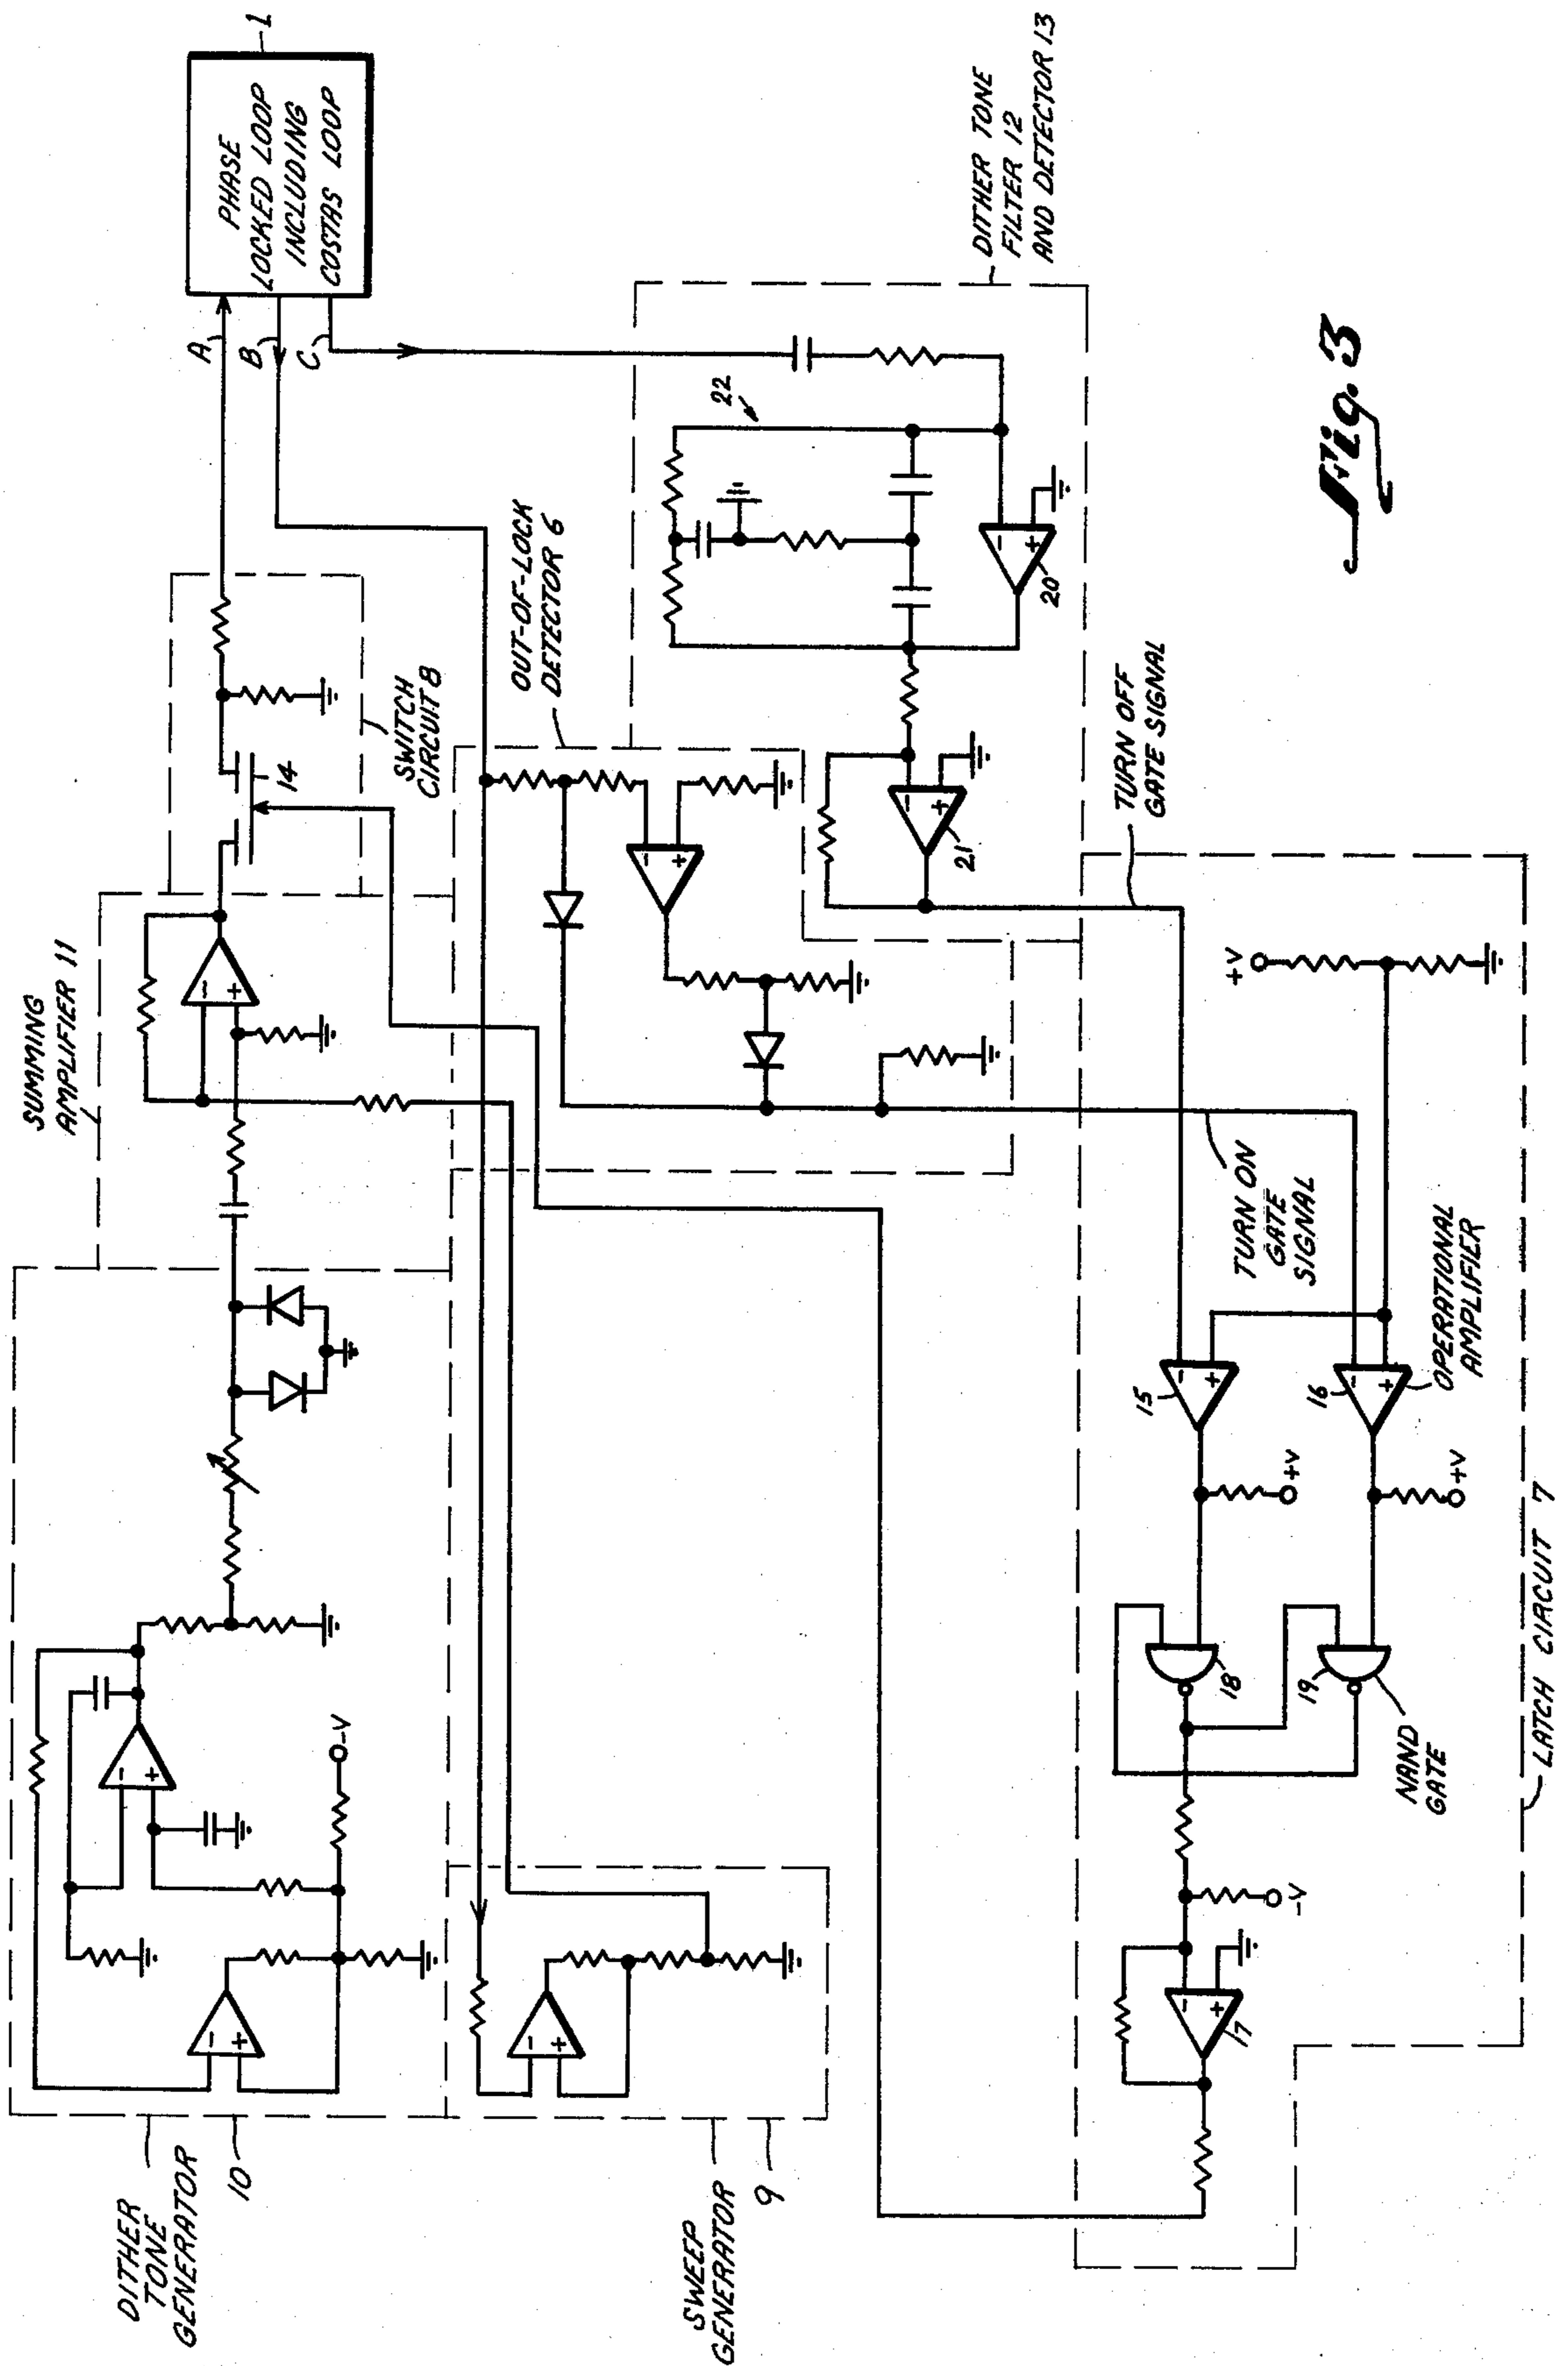 DITHER
TONE
GENERATOR
10
SUMMING
AMPLIFIER 11
-V
+
-
+
-
+
-
14
SWITCH
CIRCUIT 8
A
B
C
PHASE
LOCKED LOOP
INCLUDING
COSTAS LOOP
1
SWEEP
GENERATOR
9
-
+
OUT-OF-LOCK
DETECTOR 6
-
+
22
-
+
20
-
+
21
DITHER TONE
FILTER 12
AND DETECTOR 13
TURN OFF
GATE SIGNAL
TURN ON
GATE
SIGNAL
-
+
17
-V
18
19
NAND
GATE
+V
+V
-
+
15
-
+
16
OPERATIONAL
AMPLIFIER
+V
LATCH CIRCUIT 7
Fig. 3